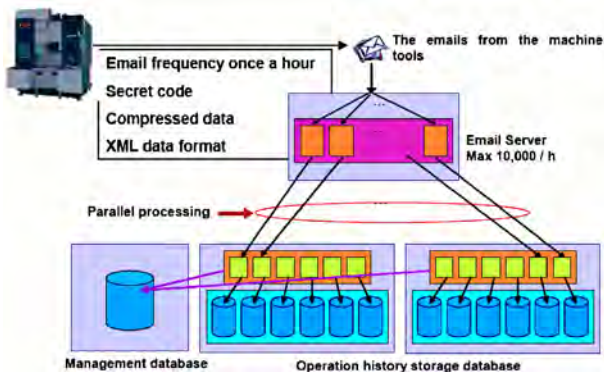 The emails from the machine
tools
Email frequency once a hour
Secret code
Compressed data
XML data format
...
Email Server
Max 10,000 / h
...
Parallel processing
Management database
Operation history storage database